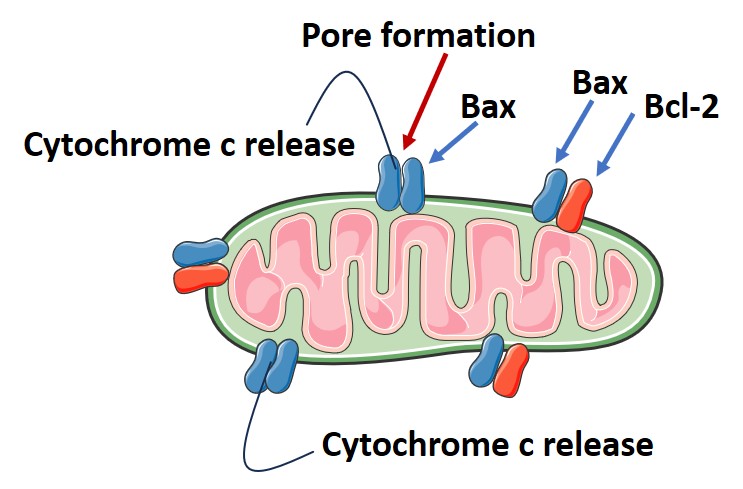 Pore formation
Bax
Bax
Bcl-2
Cytochrome c release
Cytochrome c release